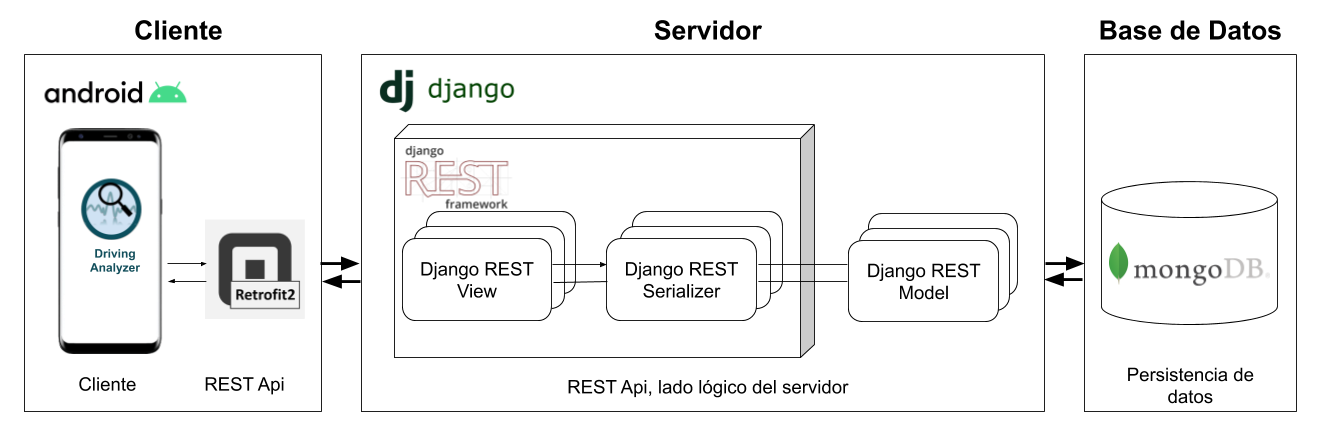 Cliente
Servidor
Base de Datos
android
dj django
django
REST
framework
Driving
Analyzer
Retrofit2
Django REST
View
Django REST
Serializer
Django REST
Model
mongoDB.
Cliente
REST Api
REST Api, lado lógico del servidor
Persistencia de
datos